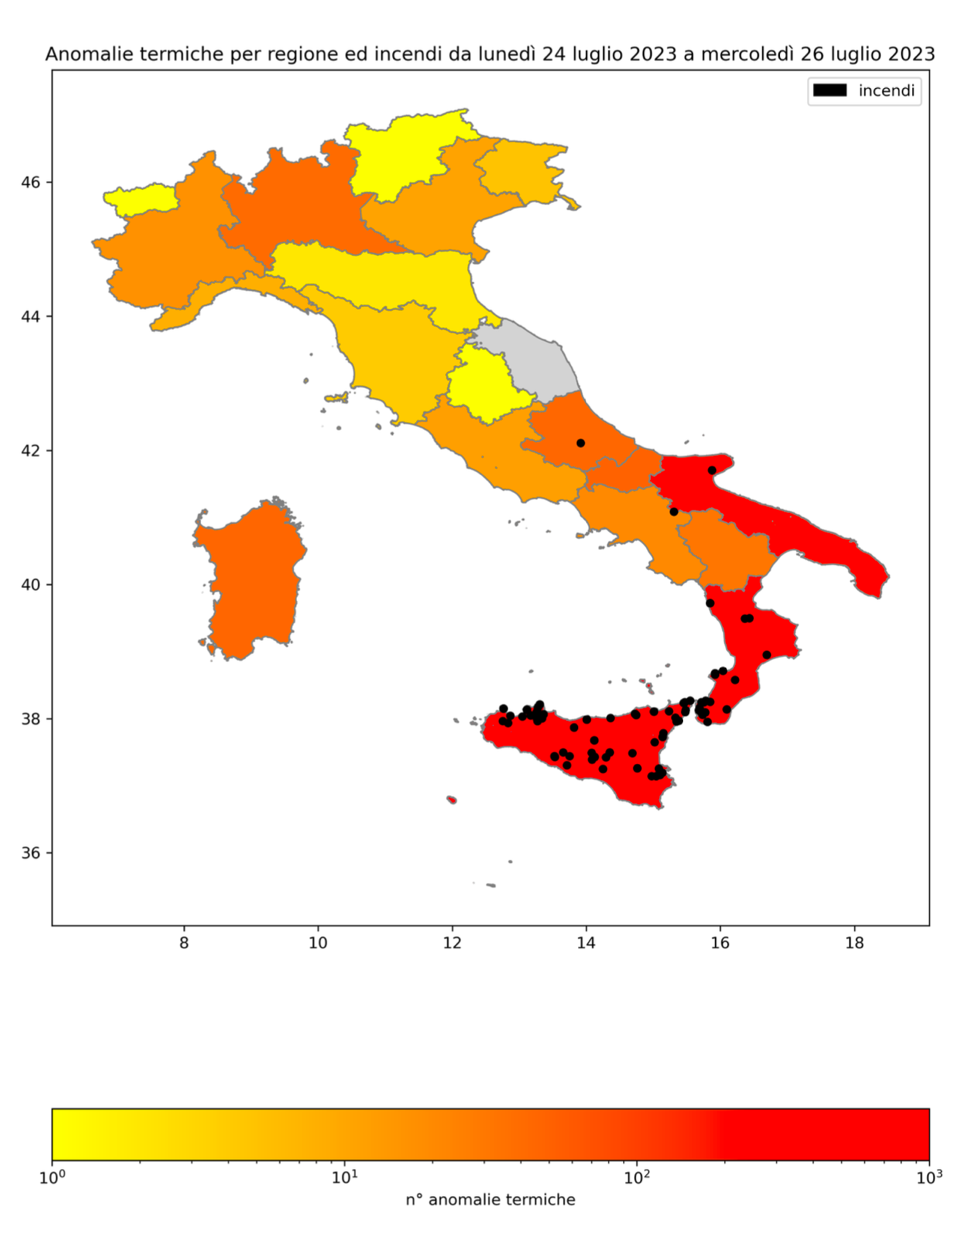 Anomalie termiche per regione ed incendi da lunedì 24 luglio 2023 a mercoledì 26 luglio 2023
incendi
46
44
42
40
38
36
8 10 12 14 16 18
10⁰ 10¹ 10² 10³
n° anomalie termiche